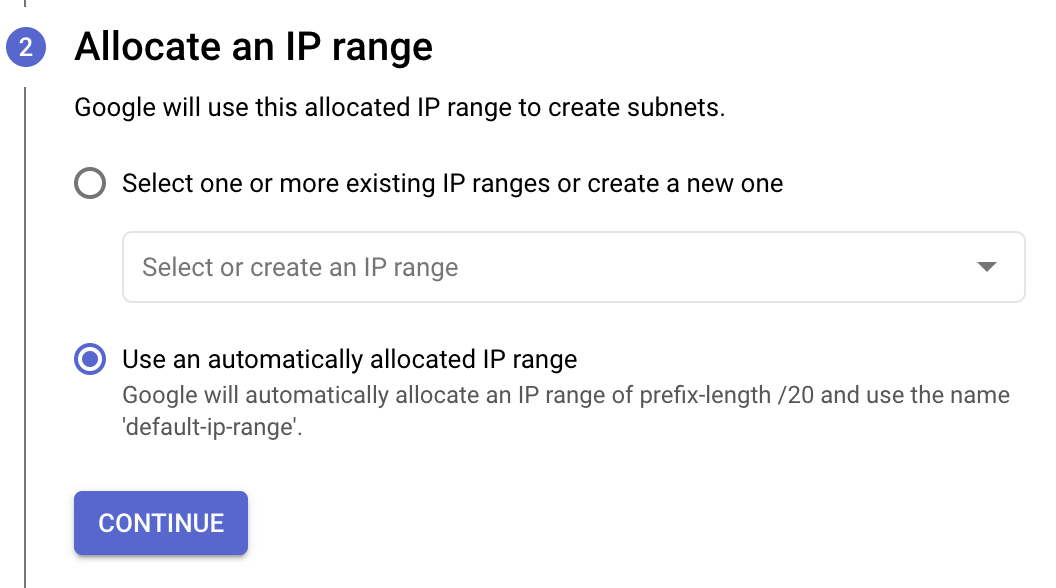 2
Allocate an IP range
Google will use this allocated IP range to create subnets.
Select one or more existing IP ranges or create a new one
Select or create an IP range
Use an automatically allocated IP range
Google will automatically allocate an IP range of prefix-length /20 and use the name
'default-ip-range'.
CONTINUE